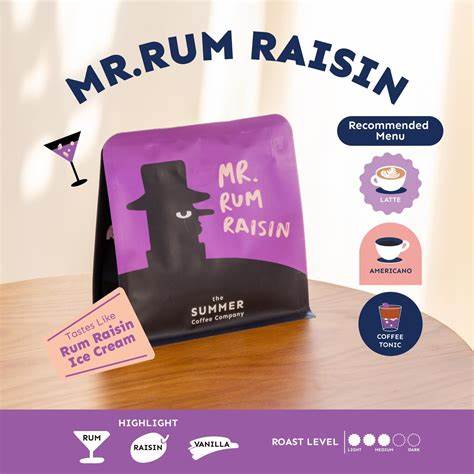 MR.RUM RAISIN
Recommended
Menu
LATTE
AMERICANO
COFFEE
TONIC
MR.
RUM
RAISIN
the
SUMMER
Coffee Company
Tastes Like
Rum Raisin
Ice Cream
HIGHLIGHT
RUM
RAISIN
VANILLA
ROAST LEVEL
LIGHT
MEDIUM
DARK